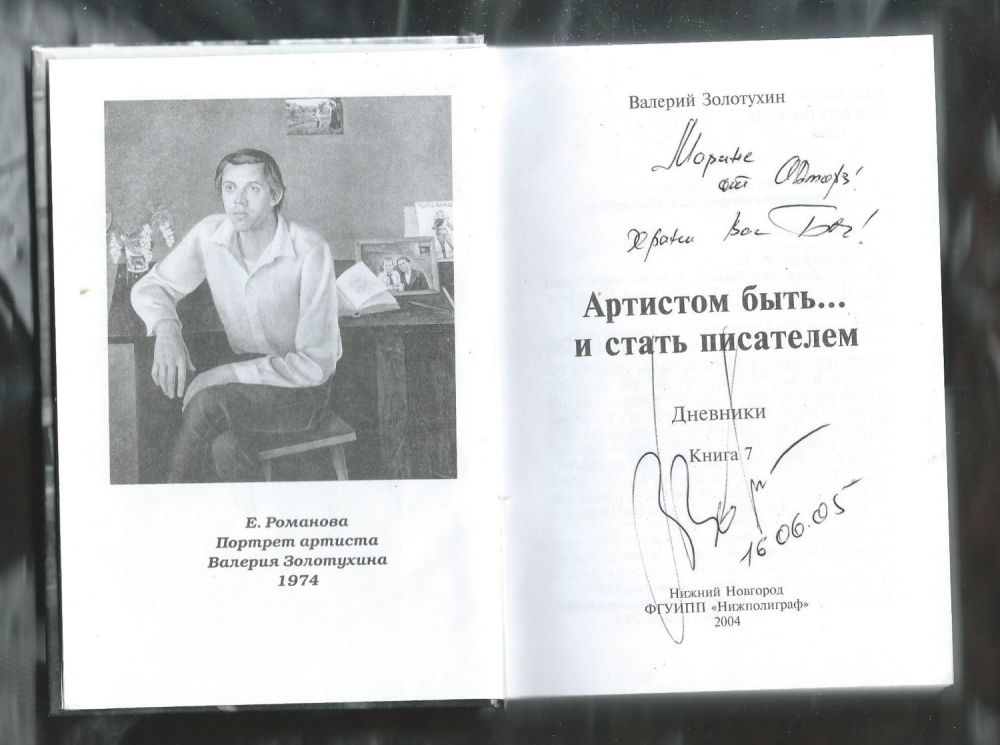 Е. Романова
Портрет артиста
Валерия Золотухина
1974
Валерий Золотухин
Марине
от Автора!
Храни Вас Бог!
Артистом быть...
и стать писателем
Дневники
Книга 7
16 06.05
Нижний Новгород
ФГУИПП «Нижполиграф»
2004